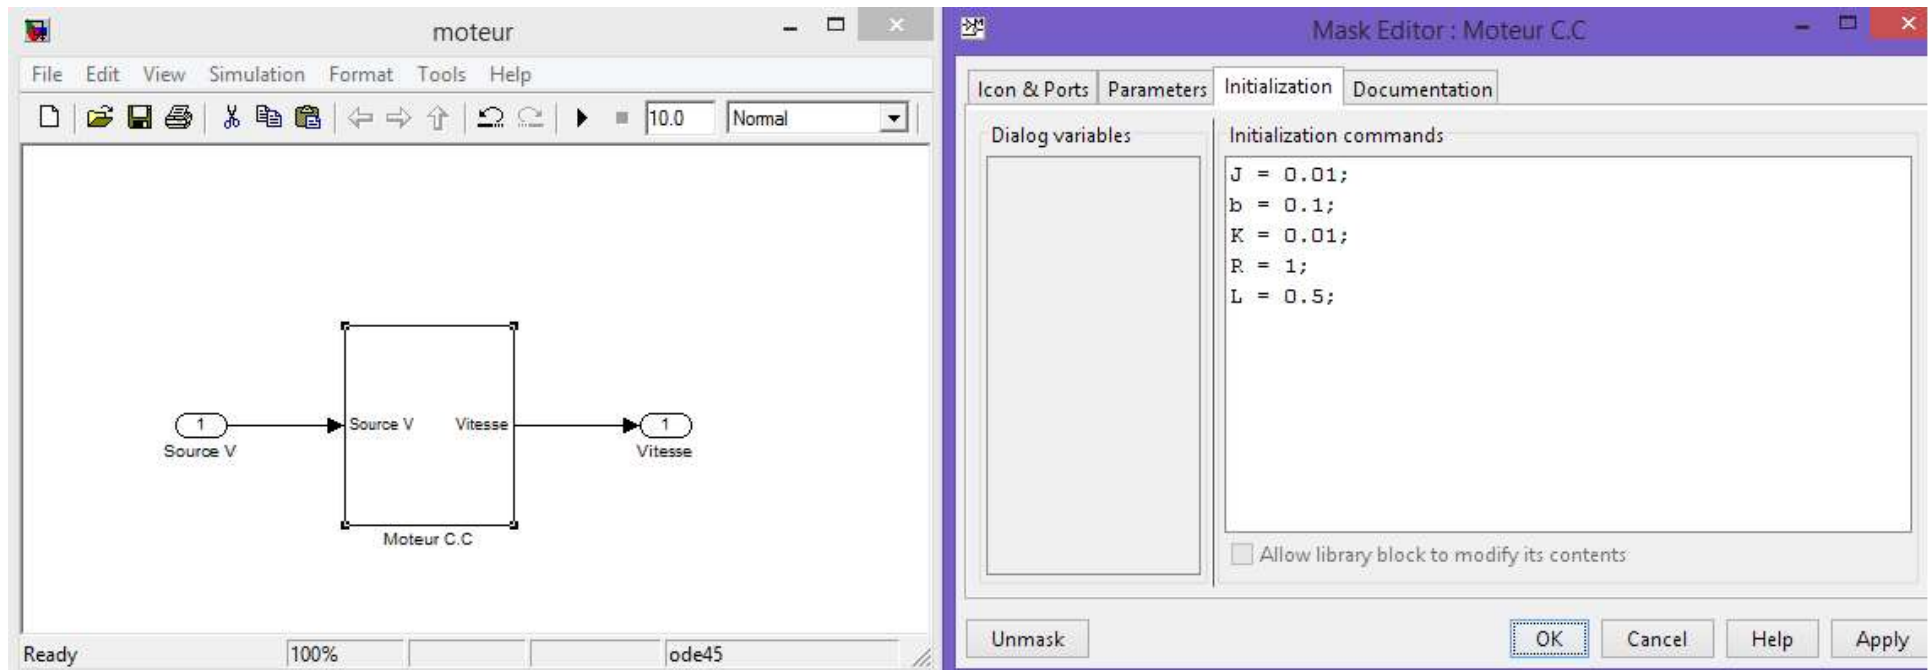 moteur
File Edit View Simulation Format Tools Help
10.0 Normal
1
Source V
Source V Vitesse
Moteur C.C
1
Vitesse
Ready 100% ode45
Mask Editor : Moteur C.C
Icon & Ports Parameters Initialization Documentation
Dialog variables
Initialization commands
J = 0.01;
b = 0.1;
K = 0.01;
R = 1;
L = 0.5;
Allow library block to modify its contents
Unmask OK Cancel Help Apply